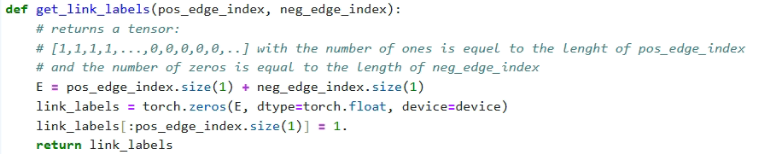 def get_link_labels(pos_edge_index, neg_edge_index):
    # returns a tensor:
    # [1,1,1,1,...,0,0,0,0,0,..] with the number of ones is equel to the lenght of pos_edge_index
    # and the number of zeros is equal to the length of neg_edge_index
    E = pos_edge_index.size(1) + neg_edge_index.size(1)
    link_labels = torch.zeros(E, dtype=torch.float, device=device)
    link_labels[:pos_edge_index.size(1)] = 1.
    return link_labels